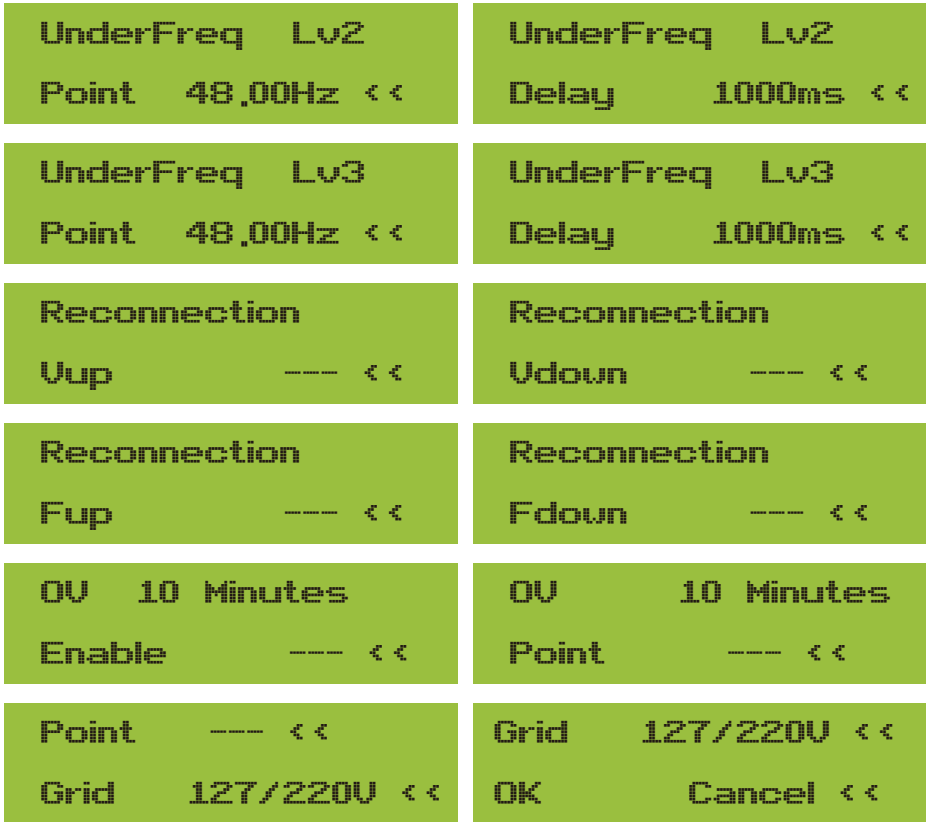 UnderFreq Lv2
Point 48.00Hz <<
UnderFreq Lv2
Delay 1000ms <<
UnderFreq Lv3
Point 48.00Hz <<
UnderFreq Lv3
Delay 1000ms <<
Reconnection
Vup --- <<
Reconnection
Vdown --- <<
Reconnection
Fup --- <<
Reconnection
Fdown --- <<
OV 10 Minutes
Enable --- <<
OV 10 Minutes
Point --- <<
Point --- <<
Grid 127/220V <<
Grid 127/220V <<
OK Cancel <<